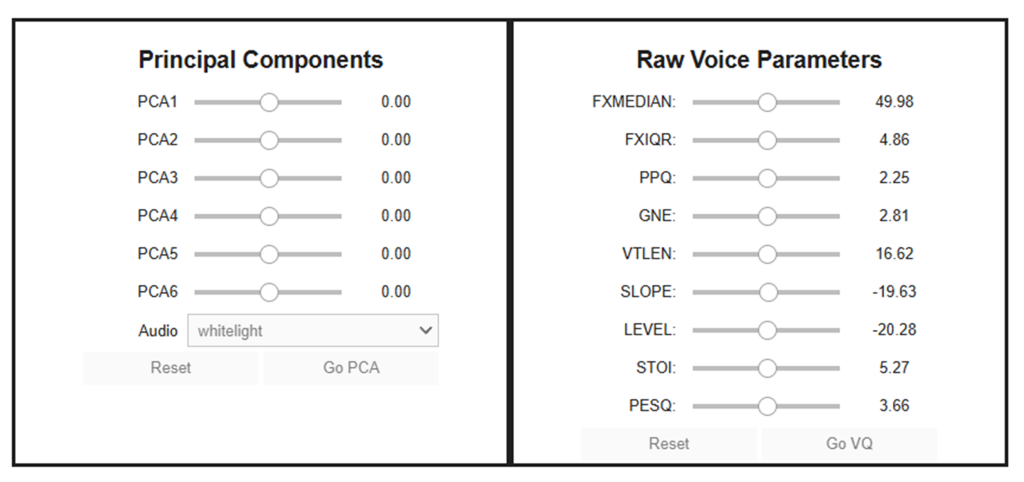 Principal Components
PCA1 0.00
PCA2 0.00
PCA3 0.00
PCA4 0.00
PCA5 0.00
PCA6 0.00
Audio whitelight
Reset Go PCA
Raw Voice Parameters
FXMEDIAN: 49.98
FXIQR: 4.86
PPQ: 2.25
GNE: 2.81
VTLEN: 16.62
SLOPE: -19.63
LEVEL: -20.28
STOI: 5.27
PESQ: 3.66
Reset Go VQ